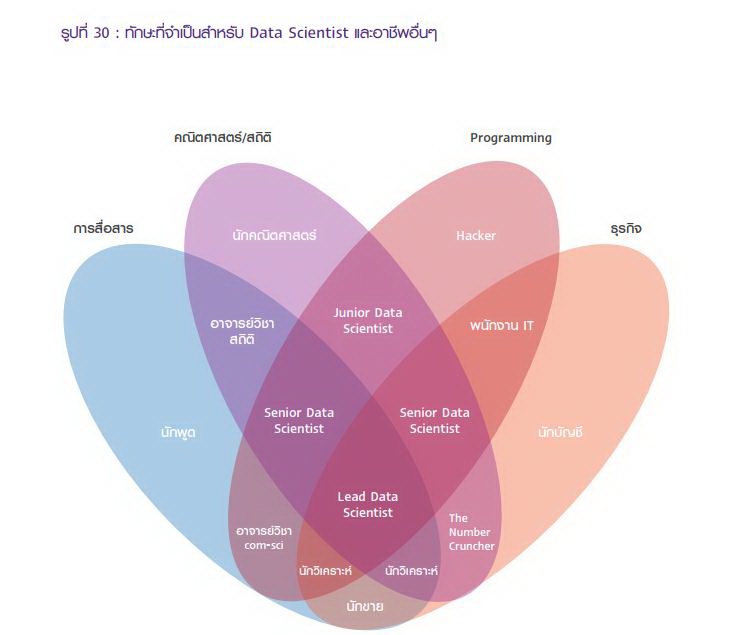 รูปที่ 30 : ทักษะที่จำเป็นสำหรับ Data Scientist และอาชีพอื่นๆ
คณิตศาสตร์/สถิติ
Programming
การสื่อสาร
ธุรกิจ
นักคณิตศาสตร์
Hacker
อาจารย์วิชา
สถิติ
Junior Data
Scientist
พนักงาน IT
Senior Data
Scientist
Senior Data
Scientist
นักพูด
นักบัญชี
Lead Data
Scientist
อาจารย์วิชา
com-sci
The
Number
Cruncher
นักวิเคราะห์
นักวิเคราะห์
นักขาย